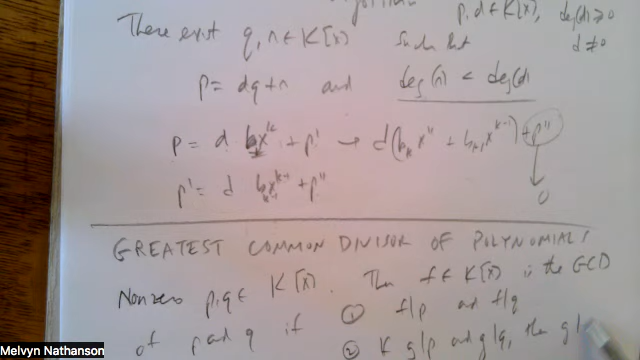 p, d ∈ K[x], deg(d) ≥ 0
There exist q, r ∈ K[x] such that d ≠ 0
p = dq + r and deg(r) < deg(d)
p = d b_k x^k + p' → d(b_k x^k + b_{k-1} x^{k-1}) + p''
p' = d b_{k-1} x^{k-1} + p'' 0
GREATEST COMMON DIVISOR OF POLYNOMIALS
Nonzero p, q ∈ K[x]. Then f ∈ K[x] is the GCD
of p and q if ① f|p and f|q
② If g|p and g|q, then g|
Melvyn Nathanson